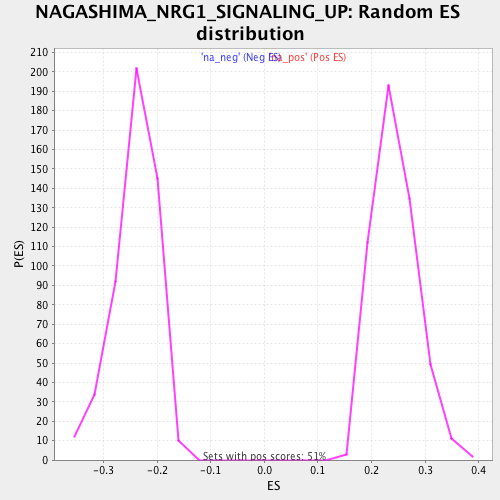 NAGASHIMA_NRG1_SIGNALING_UP: Random ES
distribution
'na_neg' (Neg ES)
'na_pos' (Pos ES)
210
200
190
180
170
160
150
140
130
120
110
100
90
80
70
60
50
40
30
20
10
0
P(ES)
Sets with pos scores: 51%
-0.3 -0.2 -0.1 0.0 0.1 0.2 0.3 0.4
ES